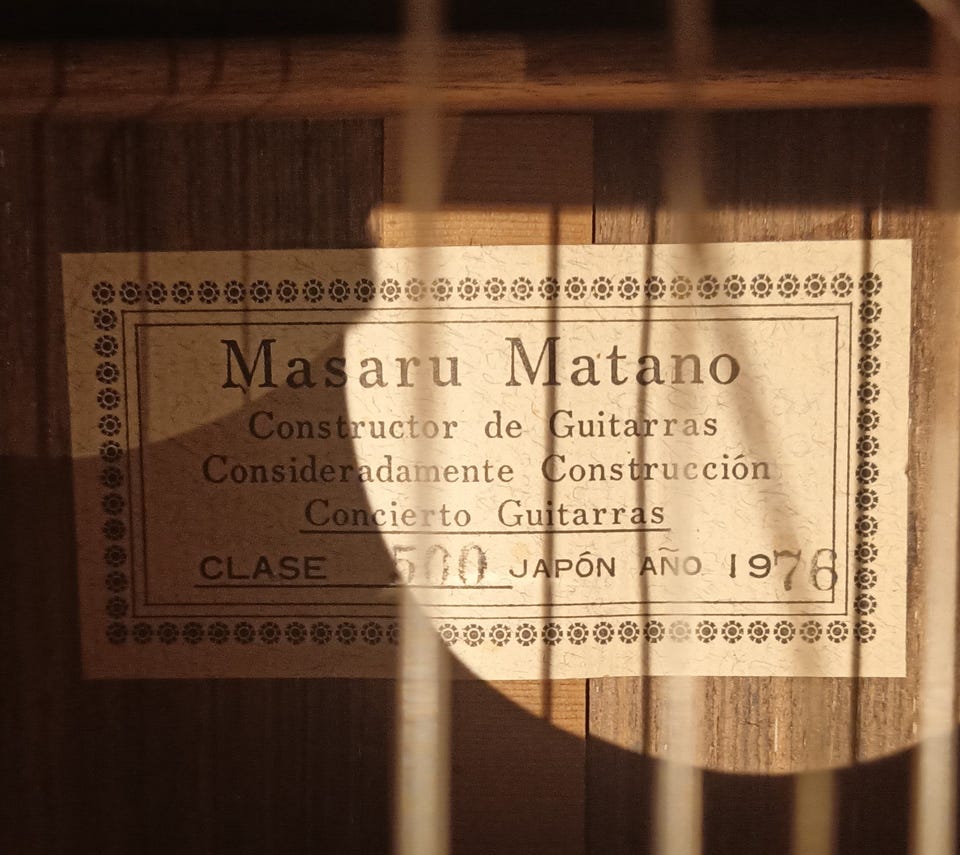 Masaru Matano
Constructor de Guitarras
Consideradamente Construcción
Concierto Guitarras
CLASE 500 JAPÓN AÑO 1976